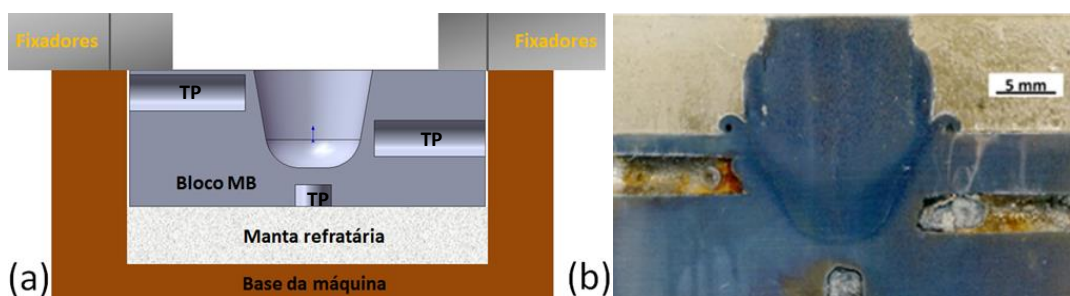 Fixadores
Fixadores
TP
TP
Bloco MB
TP
Manta refratária
Base da máquina
(a)
5 mm
(b)